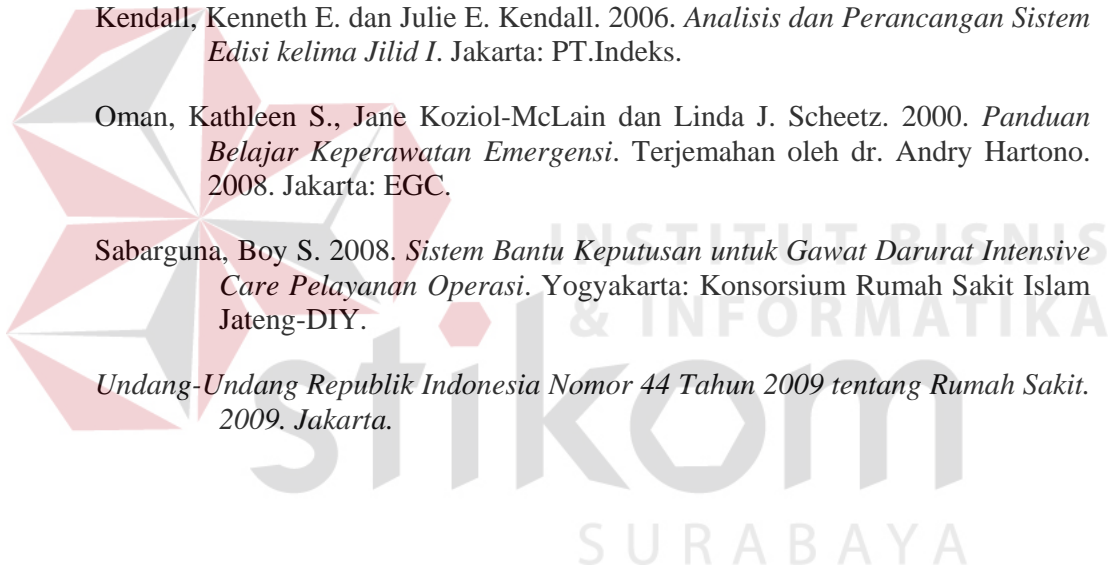 Kendall, Kenneth E. dan Julie E. Kendall. 2006. Analisis dan Perancangan Sistem
Edisi kelima Jilid I. Jakarta: PT.Indeks.
Oman, Kathleen S., Jane Koziol-McLain dan Linda J. Scheetz. 2000. Panduan
Belajar Keperawatan Emergensi. Terjemahan oleh dr. Andry Hartono.
2008. Jakarta: EGC.
INSTITUT BISNIS
Sabarguna, Boy S. 2008. Sistem Bantu Keputusan untuk Gawat Darurat Intensive
Care Pelayanan Operasi. Yogyakarta: Konsorsium Rumah Sakit Islam
Jateng-DIY.
& INFORMATIKA
stikom
Undang-Undang Republik Indonesia Nomor 44 Tahun 2009 tentang Rumah Sakit.
2009. Jakarta.
SURABAYA